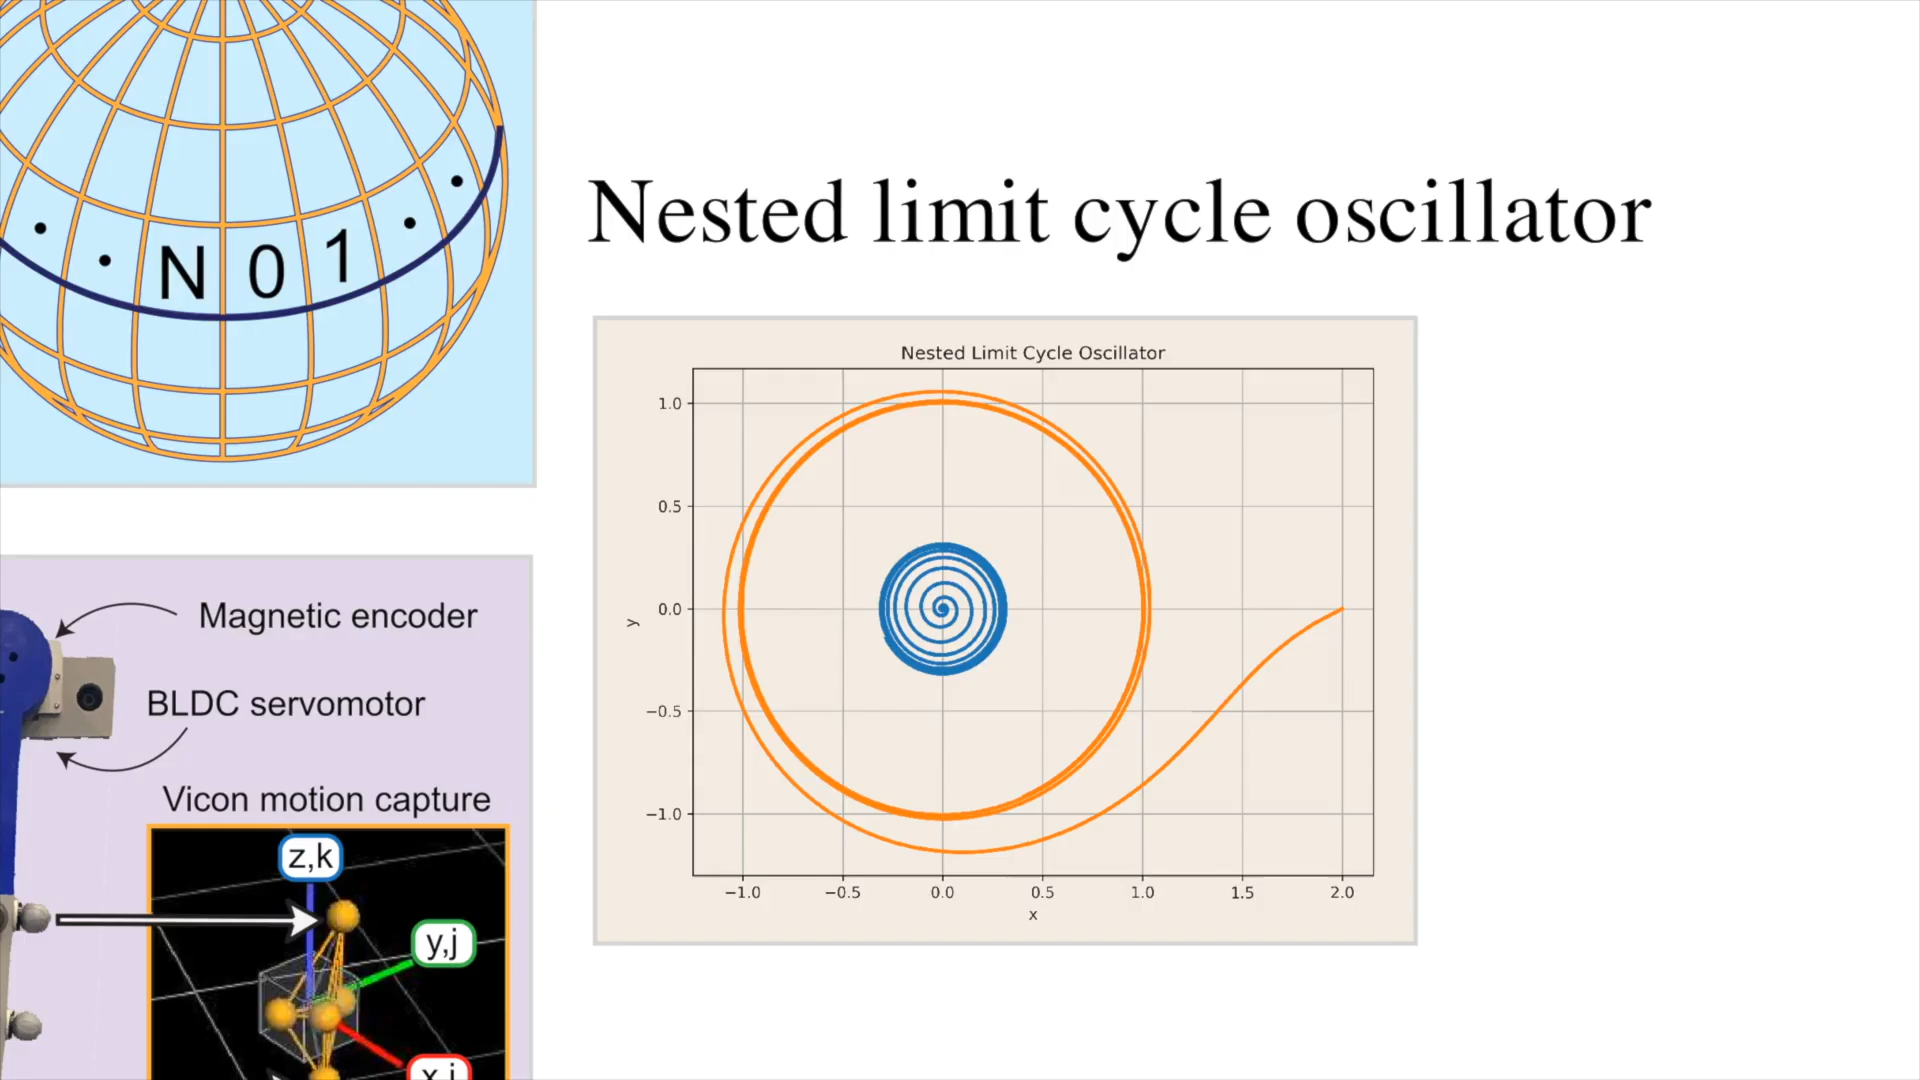 N 0 1
Nested limit cycle oscillator
Nested Limit Cycle Oscillator
1.0
0.5
0.0
−0.5
−1.0
y
−1.0 −0.5 0.0 0.5 1.0 1.5 2.0
x
Magnetic encoder
BLDC servomotor
Vicon motion capture
z,k
y,j
x,i